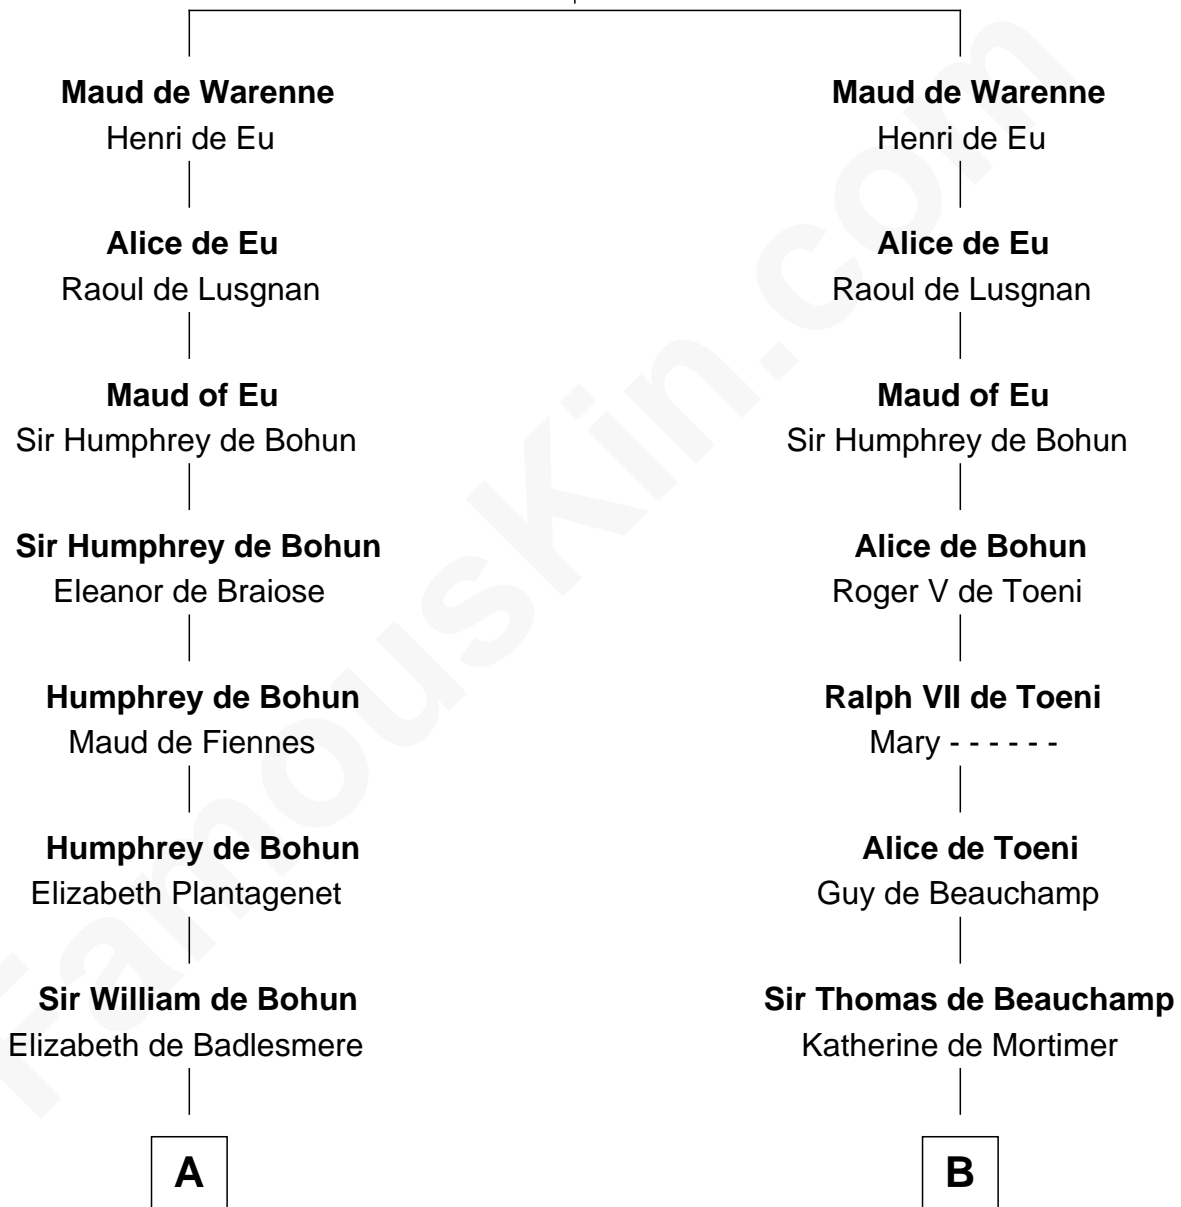 Maud de Warenne
Henri de Eu
Alice de Eu
Raoul de Lusgnan
Maud of Eu
Sir Humphrey de Bohun
Sir Humphrey de Bohun
Eleanor de Braiose
Humphrey de Bohun
Maud de Fiennes
Humphrey de Bohun
Elizabeth Plantagenet
Sir William de Bohun
Elizabeth de Badlesmere
A
Maud de Warenne
Henri de Eu
Alice de Eu
Raoul de Lusgnan
Maud of Eu
Sir Humphrey de Bohun
Alice de Bohun
Roger V de Toeni
Ralph VII de Toeni
Mary - - - - - -
Alice de Toeni
Guy de Beauchamp
Sir Thomas de Beauchamp
Katherine de Mortimer
B
FamousKin.com